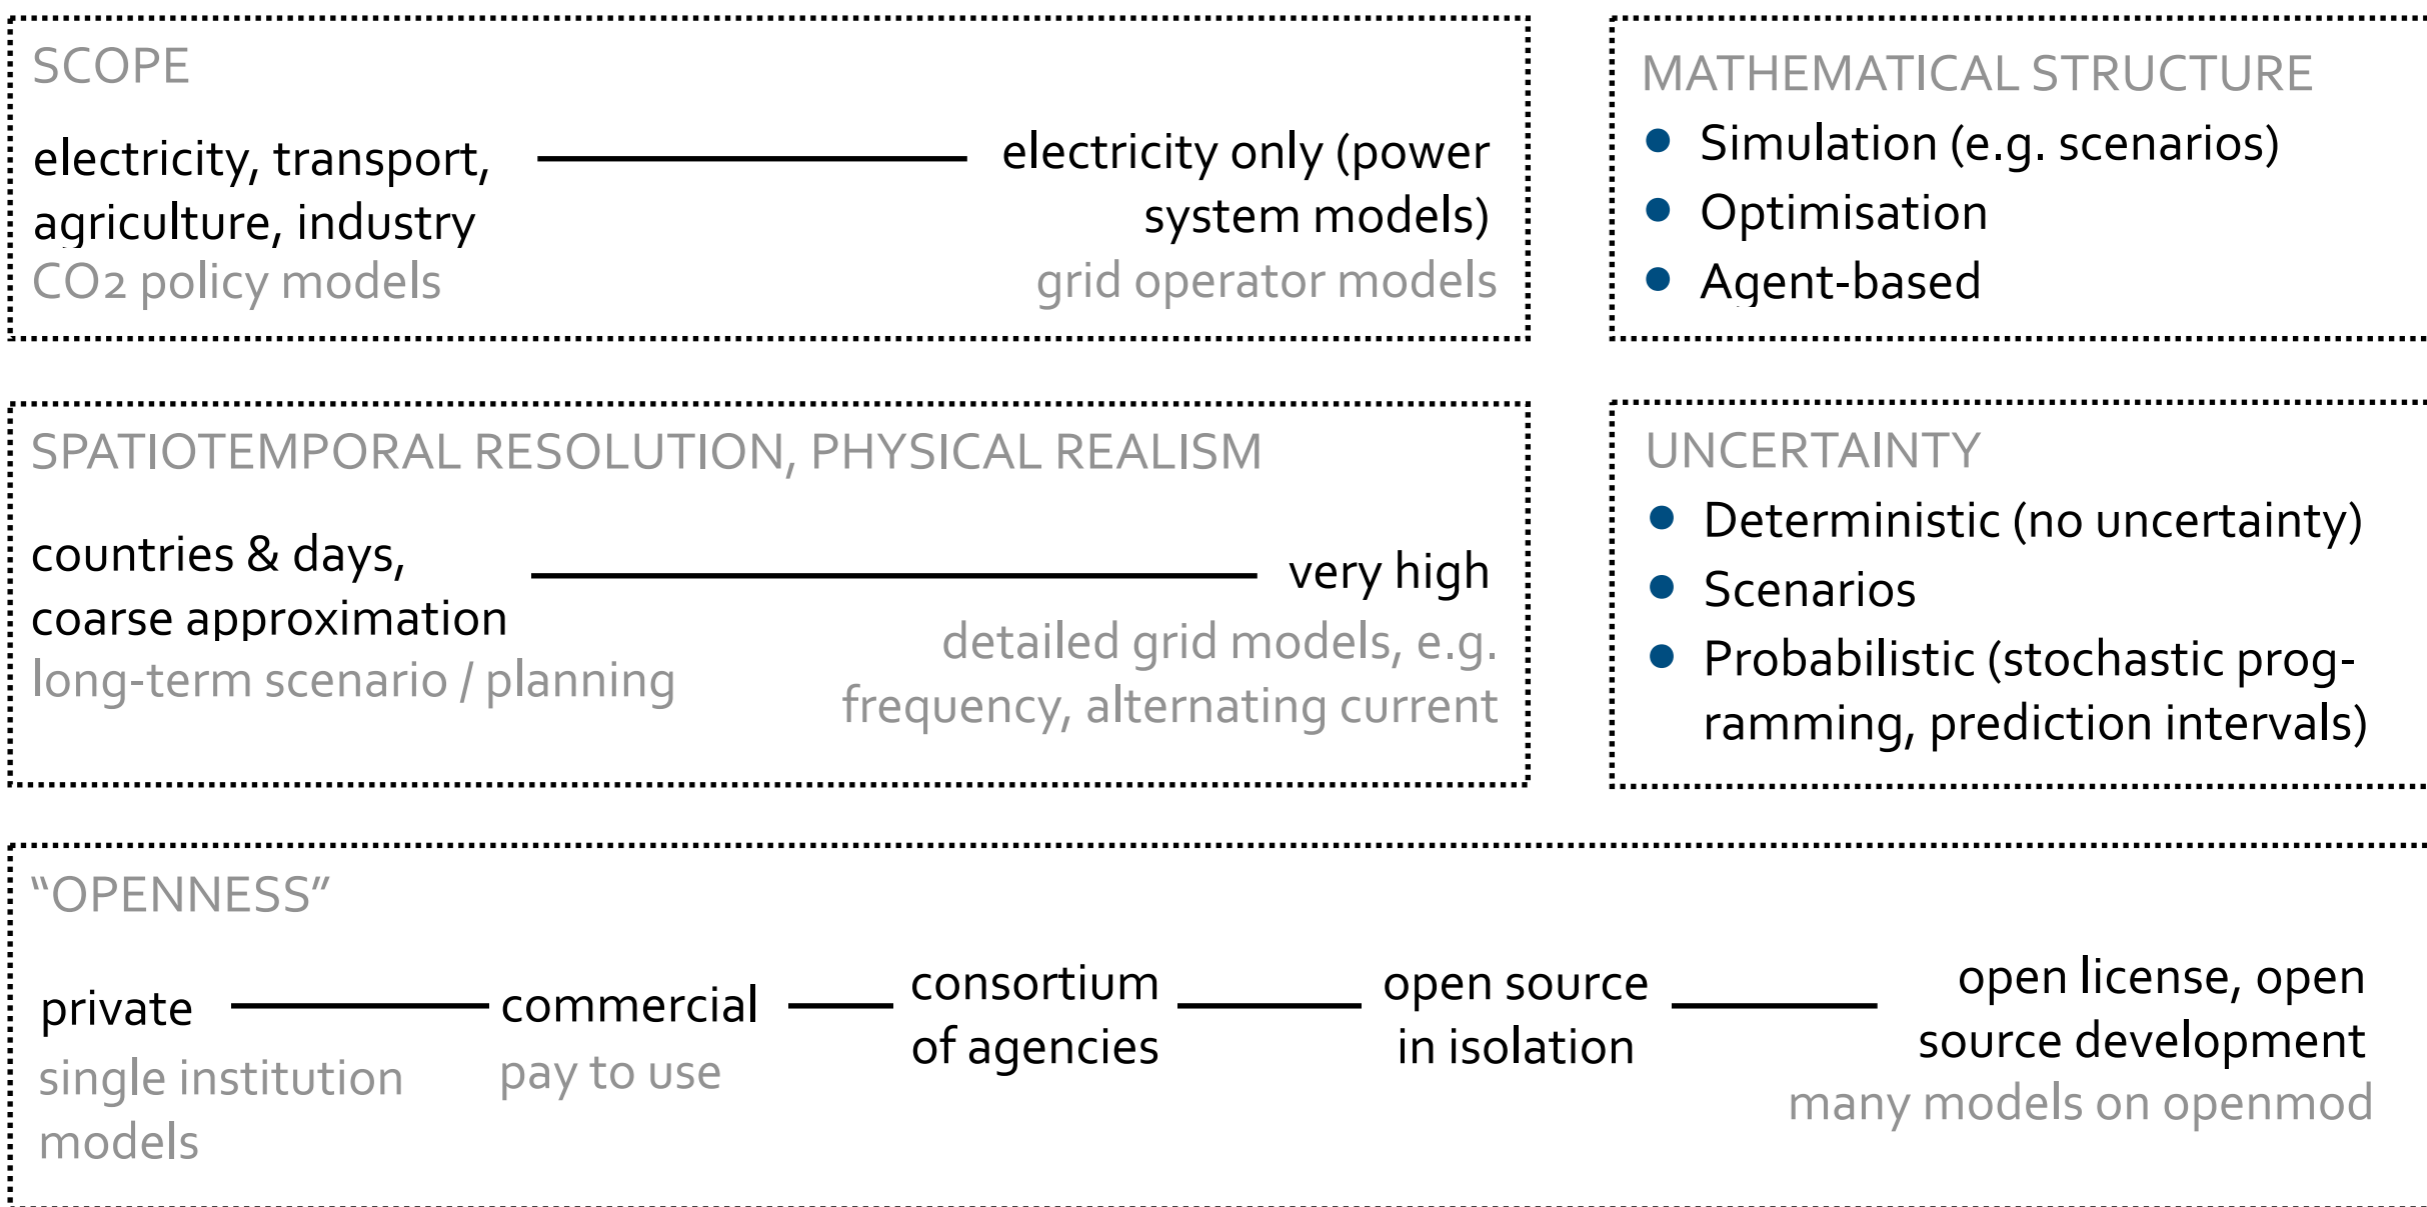 SCOPE
electricity, transport,
agriculture, industry
CO2 policy models
electricity only (power
system models)
grid operator models
MATHEMATICAL STRUCTURE
Simulation (e.g. scenarios)
Optimisation
Agent-based
SPATIOTEMPORAL RESOLUTION, PHYSICAL REALISM
countries & days,
coarse approximation
long-term scenario / planning
very high
detailed grid models, e.g.
frequency, alternating current
UNCERTAINTY
Deterministic (no uncertainty)
Scenarios
Probabilistic (stochastic prog-
ramming, prediction intervals)
“OPENNESS”
private
single institution
models
commercial
pay to use
consortium
of agencies
open source
in isolation
open license, open
source development
many models on openmod